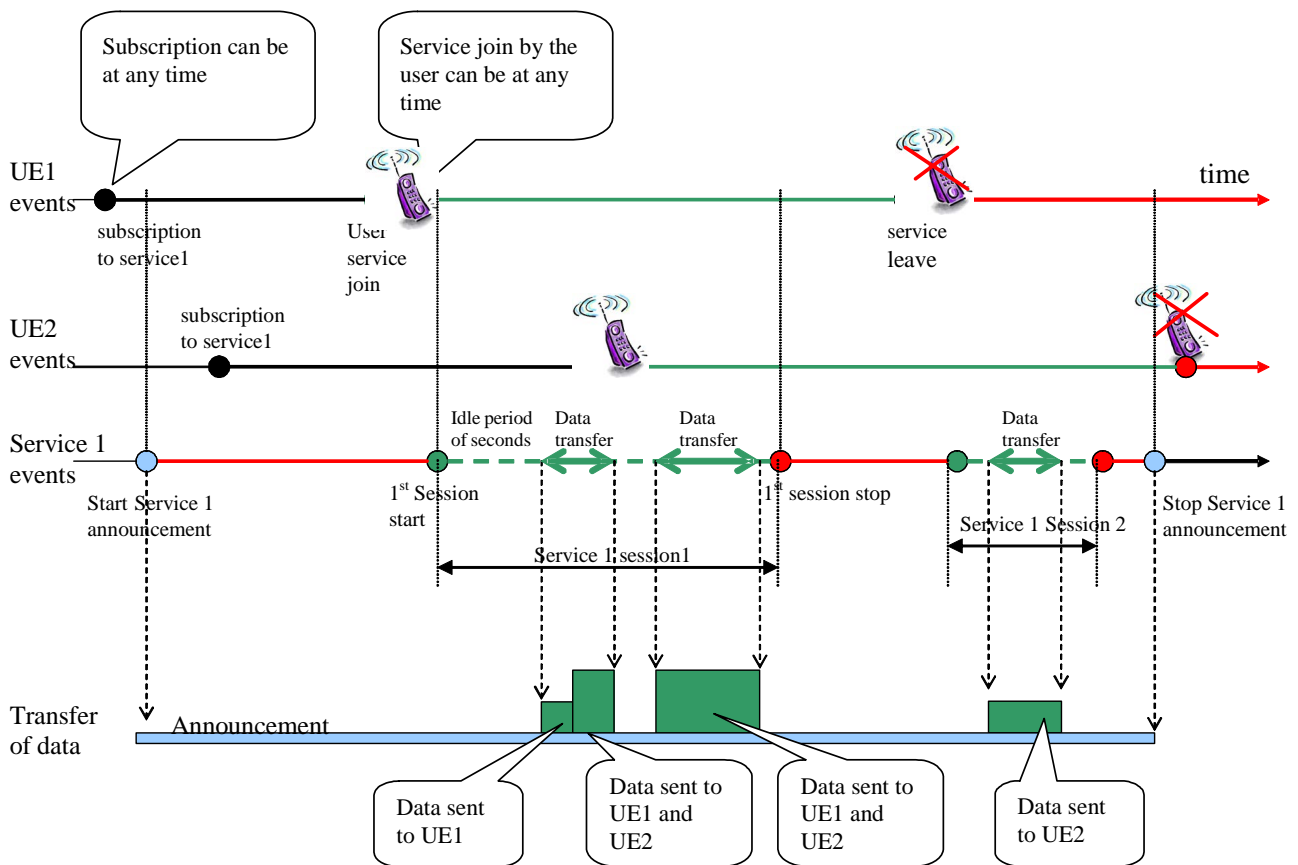 Subscription can be
at any time
Service join by the
user can be at any
time
UE1
events
time
subscription
to service1
User
service
join
service
leave
UE2
events
subscription
to service1
Service 1
events
Idle period
of seconds
Data
transfer
Data
transfer
Data
transfer
Start Service 1
announcement
1st Session
start
1st session stop
Stop Service 1
announcement
Service 1 session1
Service 1 Session 2
Transfer
of data
Announcement
Data sent
to UE1
Data sent to
UE1 and
UE2
Data sent to
UE1 and
UE2
Data sent
to UE2